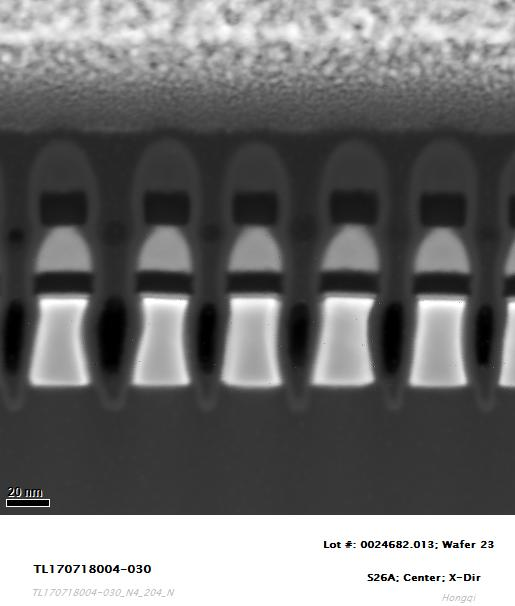 20 nm
Lot #: 0024682.013; Wafer 23
TL170718004-030
S26A; Center; X-Dir
TL170718004-030_N4_204_N
Hongqi